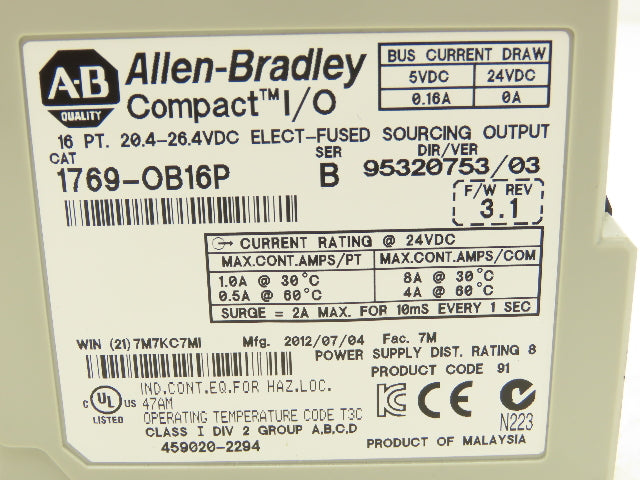 A-B
QUALITY
Allen-Bradley
Compact™ I/O
BUS CURRENT DRAW
5VDC 24VDC
0.16A 0A
16 PT. 20.4-26.4VDC ELECT-FUSED SOURCING OUTPUT
CAT SER DIR/VER
1769-OB16P B 95320753/03
F/W REV
3.1
CURRENT RATING @ 24VDC
MAX.CONT.AMPS/PT MAX.CONT.AMPS/COM
1.0A @ 30°C 8A @ 30°C
0.5A @ 60°C 4A @ 60°C
SURGE = 2A MAX. FOR 10mS EVERY 1 SEC
WIN (21)7M7KC7MI Mfg. 2012/07/04 Fac. 7M
POWER SUPPLY DIST. RATING 8
PRODUCT CODE 91
IND.CONT.EQ.FOR HAZ.LOC.
C UL US 47AM
LISTED OPERATING TEMPERATURE CODE T3C
CLASS I DIV 2 GROUP A,B,C,D
459020-2294
KC CE N223
PRODUCT OF MALAYSIA